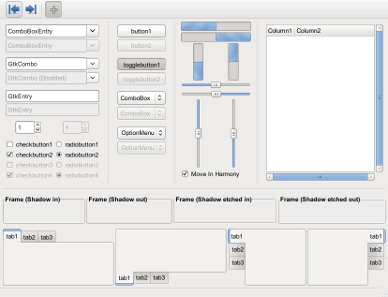 ComboBoxEntry
ComboBoxEntry
GtkCombo
GtkCombo (Disabled)
GtkEntry
GtkEntry
1
1
checkbutton1 radiobutton1
checkbutton2 radiobutton2
checkbutton3 radiobutton3
checkbutton4 radiobutton4
button1
button2
togglebutton1
togglebutton2
ComboBox
ComboBox
OptionMenu
OptionMenu
Move In Harmony
Column1 Column2
Frame (Shadow in) Frame (Shadow out) Frame (Shadow etched in) Frame (Shadow etched out)
tab1 tab2 tab3
tab1 tab2 tab3
tab1
tab2
tab3
tab1
tab2
tab3